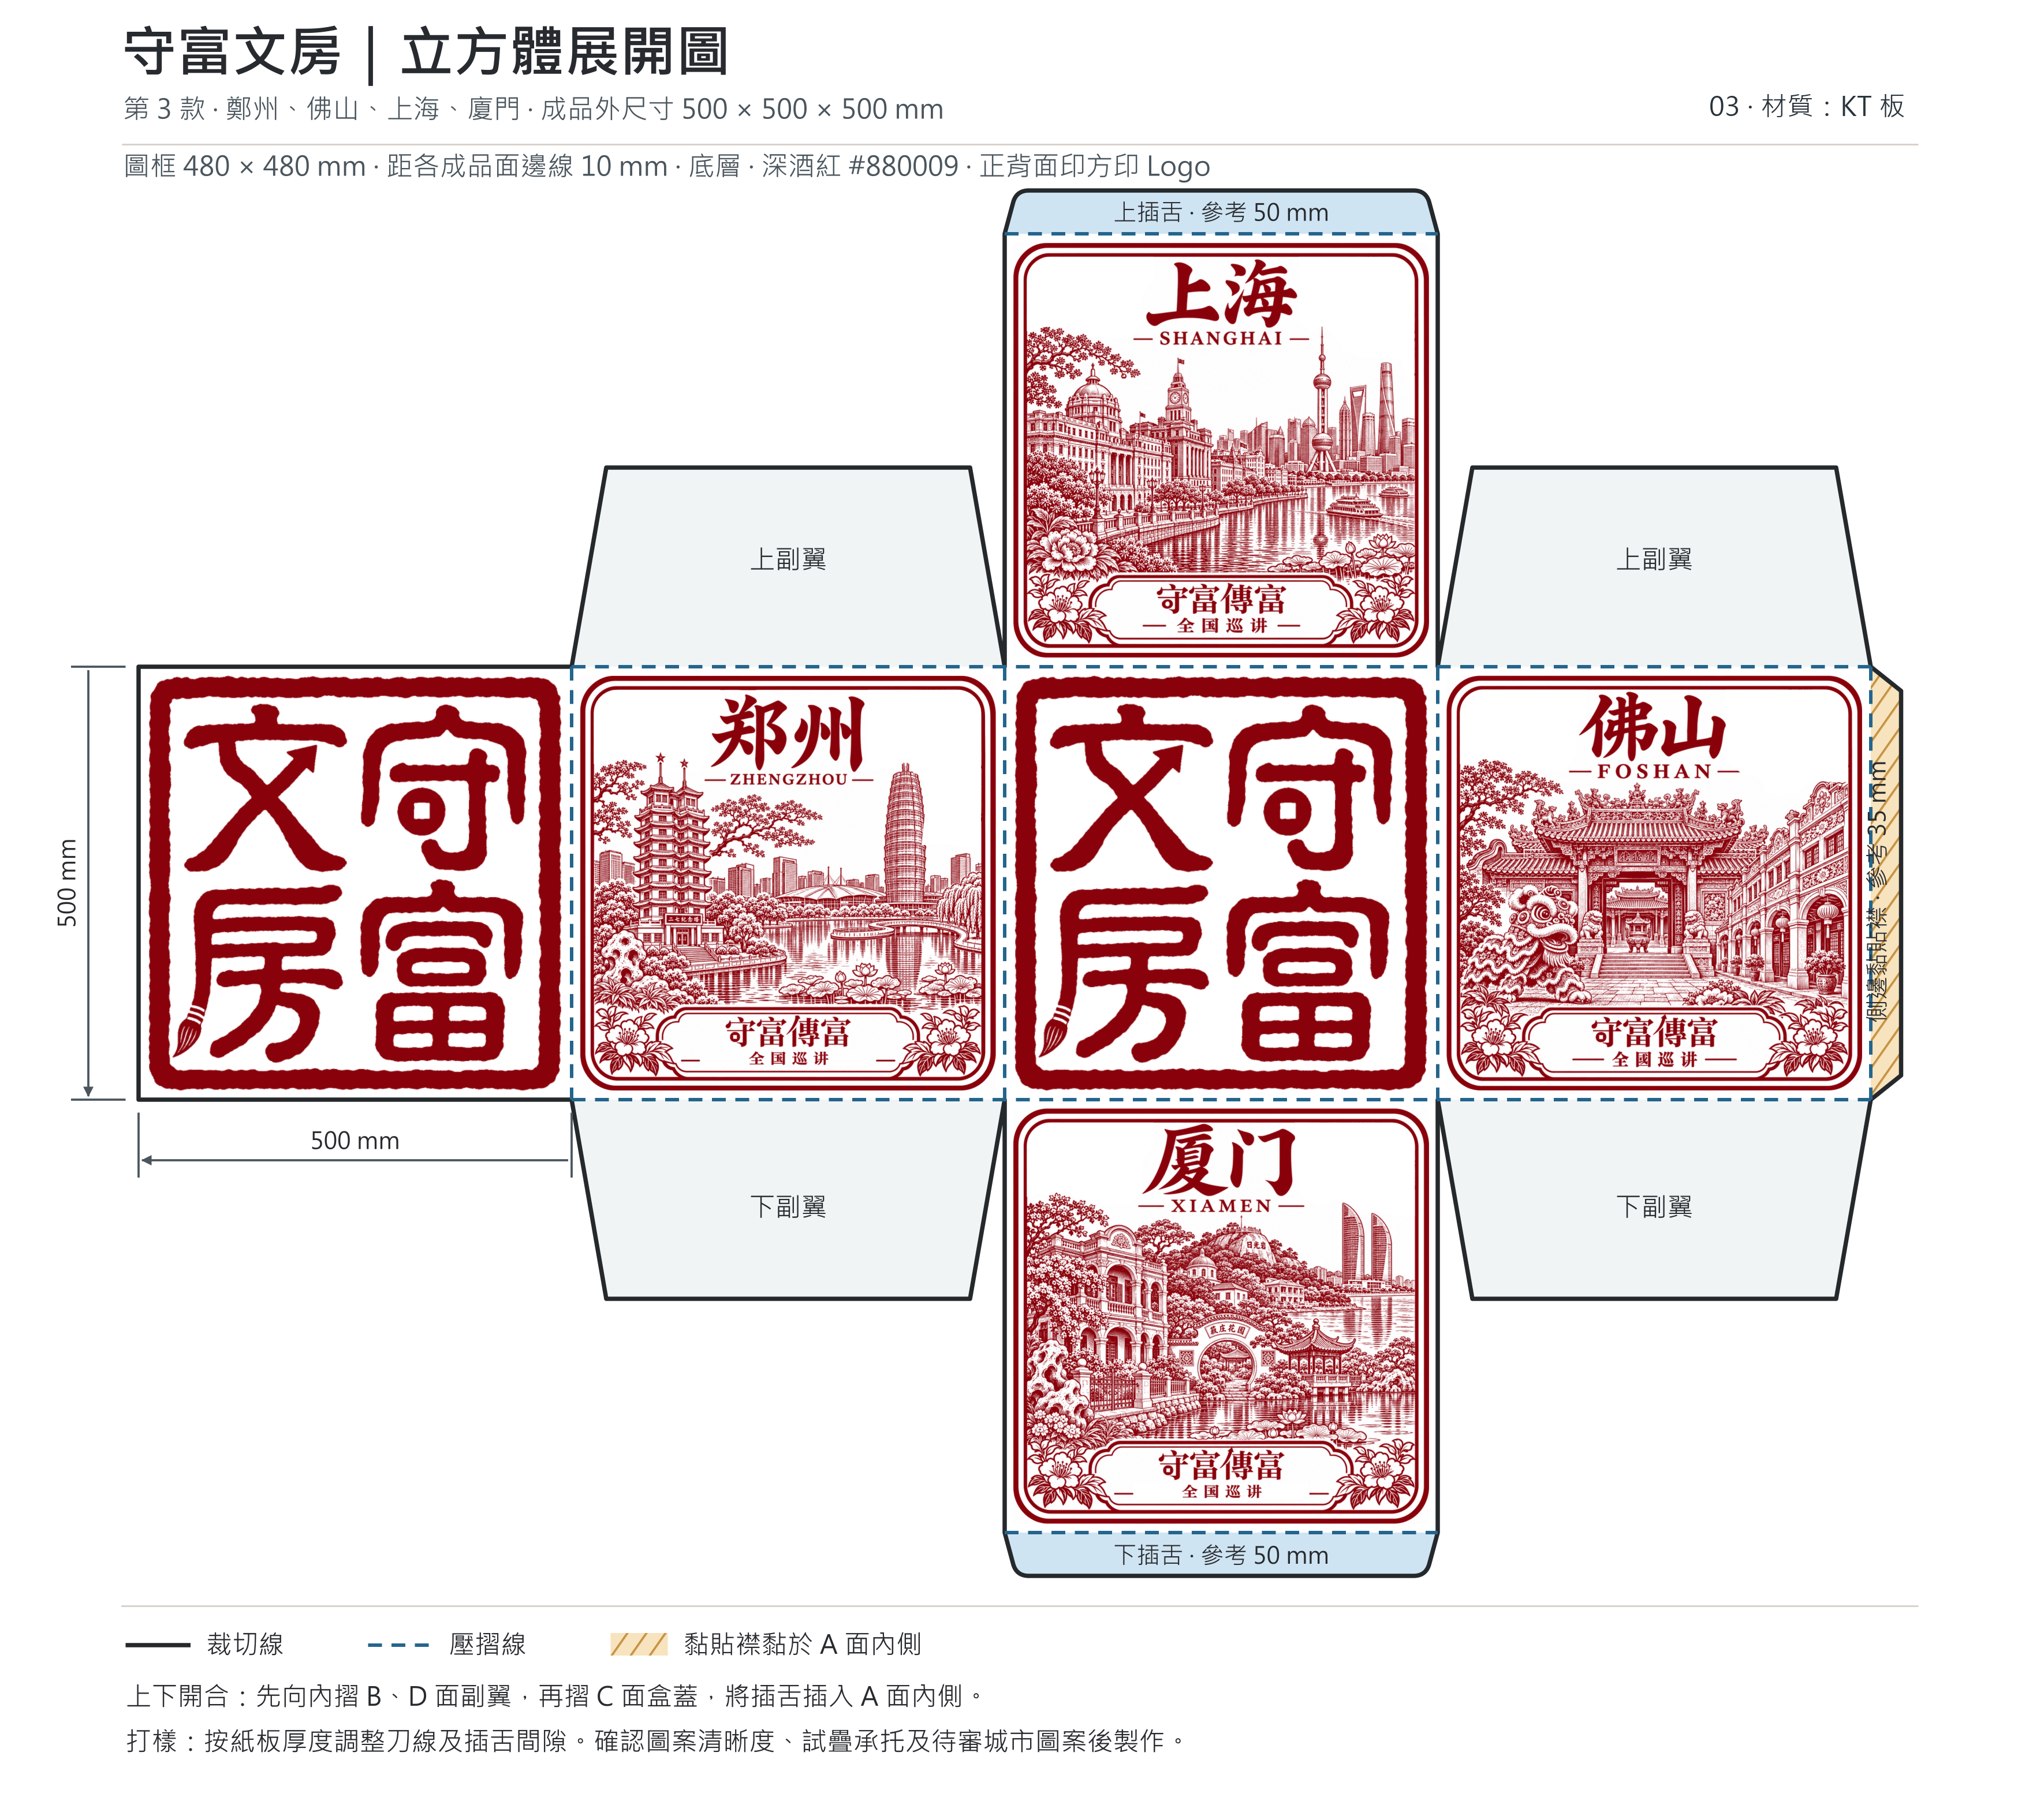 守富文房｜立方體展開圖
第 3 款 · 鄭州、佛山、上海、廈門 · 成品外尺寸 500 × 500 × 500 mm
03 · 材質：KT 板
圖框 480 × 480 mm · 距各成品面邊線 10 mm · 底層 · 深酒紅 #880009 · 正背面印方印 Logo
上插舌 · 參考 50 mm
上海
SHANGHAI
守富傳富
全国巡讲
上副翼
上副翼
500 mm
500 mm
守富
文房
郑州
ZHENGZHOU
守富傳富
全国巡讲
守富
文房
佛山
FOSHAN
守富傳富
全国巡讲
側邊黏貼襟 · 參考 35 mm
下副翼
下副翼
厦门
XIAMEN
日光岩
菽庄花園
守富傳富
全国巡讲
下插舌 · 參考 50 mm
裁切線
壓摺線
黏貼襟黏於 A 面內側
上下開合：先向內摺 B、D 面副翼，再摺 C 面盒蓋，將插舌插入 A 面內側。
打樣：按紙板厚度調整刀線及插舌間隙。確認圖案清晰度、試疊承托及待審城市圖案後製作。